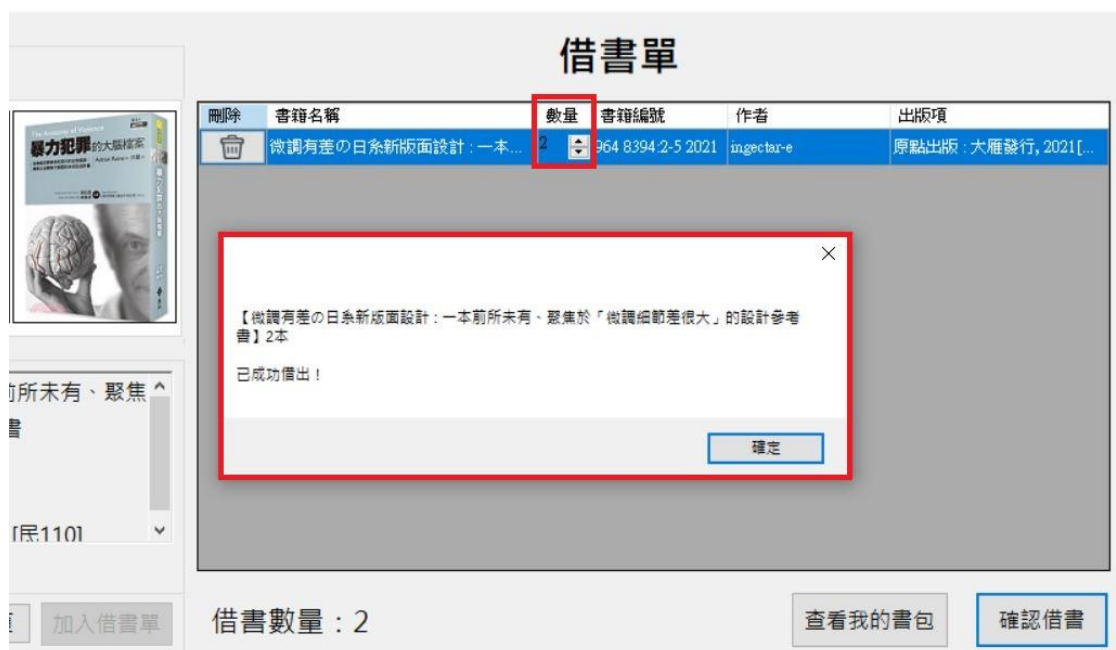 借書單
The Anatomy of Violence
暴力犯罪的大腦檔案
刪除 書籍名稱 數量 書籍編號 作者 出版項
微調有差の日系新版面設計 : 一本... 2 964 8394:2-5 2021 ingectar-e 原點出版 : 大雁發行, 2021[...
【微調有差の日系新版面設計 : 一本前所未有、聚焦於「微調細節差很大」的設計參考
書】2本
已成功借出！
確定
前所未有、聚焦
書
[民110]
加入借書單
借書數量：2
查看我的書包
確認借書